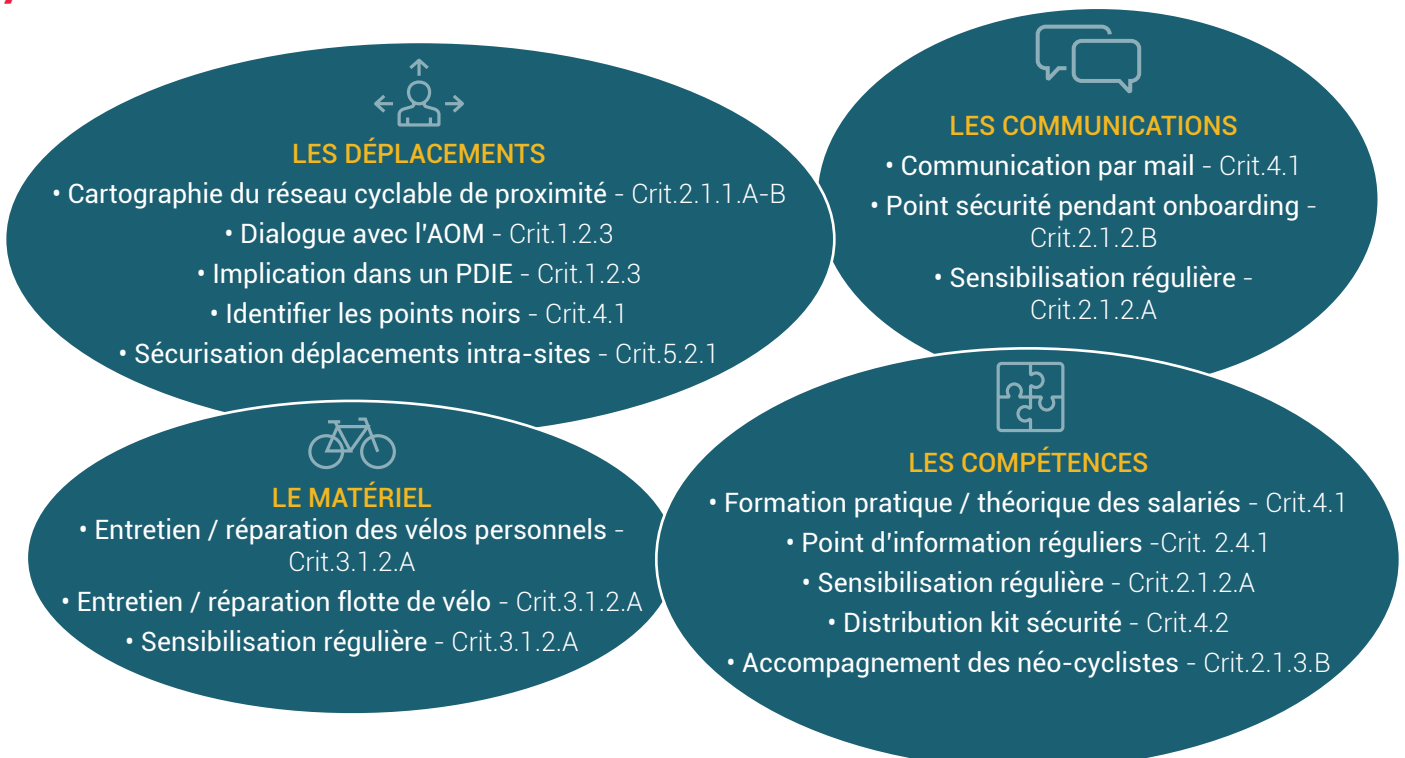 LES DÉPLACEMENTS
• Cartographie du réseau cyclable de proximité - Crit.2.1.1.A-B
• Dialogue avec l'AOM - Crit.1.2.3
• Implication dans un PDIE - Crit.1.2.3
• Identifier les points noirs - Crit.4.1
• Sécurisation déplacements intra-sites - Crit.5.2.1
LES COMMUNICATIONS
• Communication par mail - Crit.4.1
• Point sécurité pendant onboarding -
Crit.2.1.2.B
• Sensibilisation régulière -
Crit.2.1.2.A
LE MATÉRIEL
• Entretien / réparation des vélos personnels -
Crit.3.1.2.A
• Entretien / réparation flotte de vélo - Crit.3.1.2.A
• Sensibilisation régulière - Crit.3.1.2.A
LES COMPÉTENCES
• Formation pratique / théorique des salariés - Crit.4.1
• Point d'information réguliers -Crit. 2.4.1
• Sensibilisation régulière - Crit.2.1.2.A
• Distribution kit sécurité - Crit.4.2
• Accompagnement des néo-cyclistes - Crit.2.1.3.B